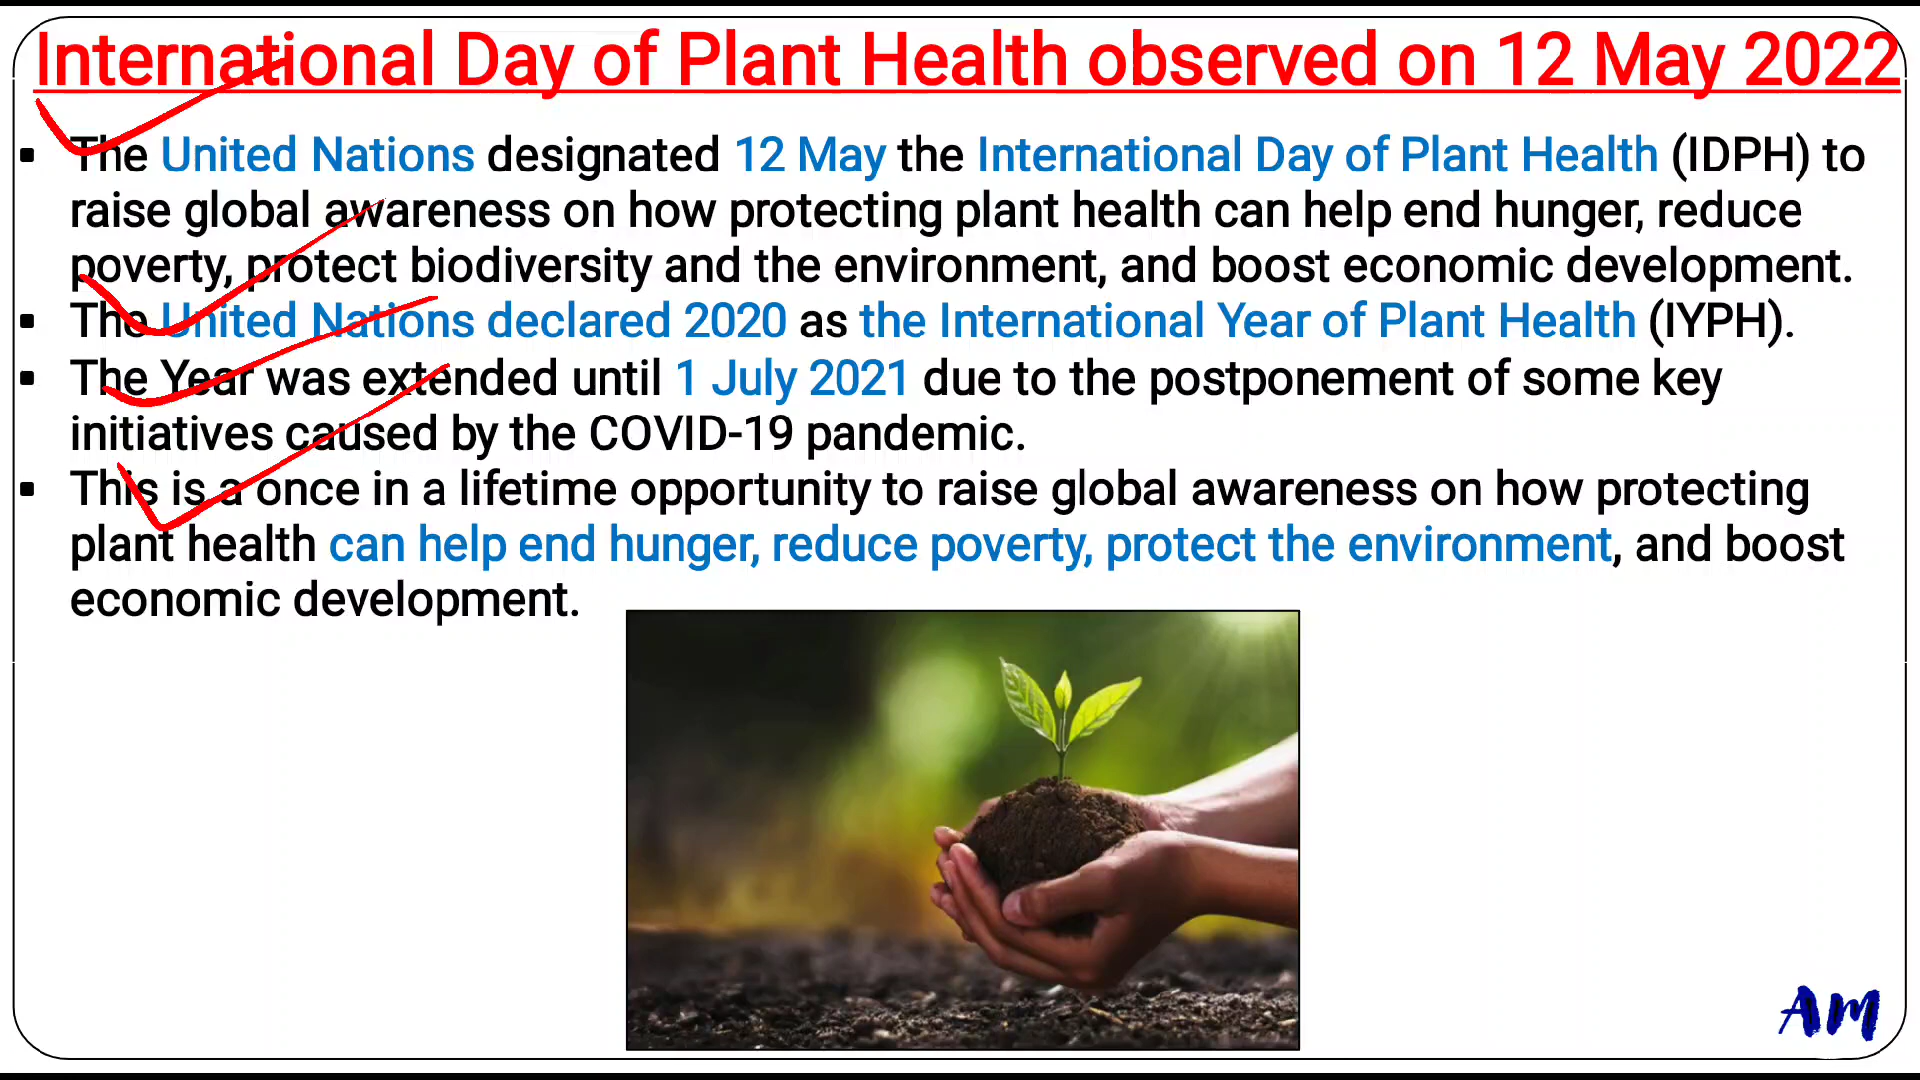 International Day of Plant Health observed on 12 May 2022
▪ The United Nations designated 12 May the International Day of Plant Health (IDPH) to
raise global awareness on how protecting plant health can help end hunger, reduce
poverty, protect biodiversity and the environment, and boost economic development.
▪ The United Nations declared 2020 as the International Year of Plant Health (IYPH).
▪ The Year was extended until 1 July 2021 due to the postponement of some key
initiatives caused by the COVID-19 pandemic.
▪ This is a once in a lifetime opportunity to raise global awareness on how protecting
plant health can help end hunger, reduce poverty, protect the environment, and boost
economic development.
AM